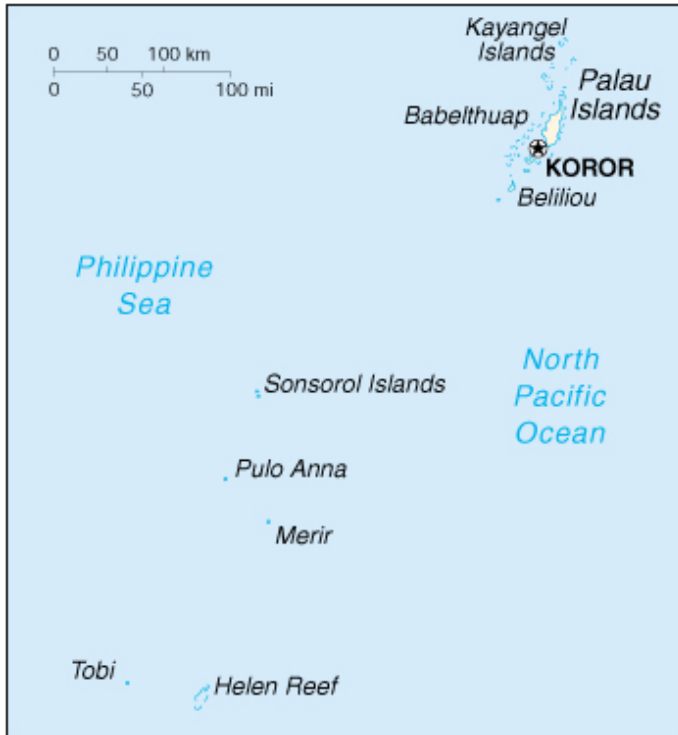 Kayangel
Islands
0 50 100 km
0 50 100 mi
Palau
Islands
Babelthuap
KOROR
Beliliou
Philippine
Sea
North
Pacific
Ocean
Sonsorol Islands
Pulo Anna
Merir
Tobi
Helen Reef